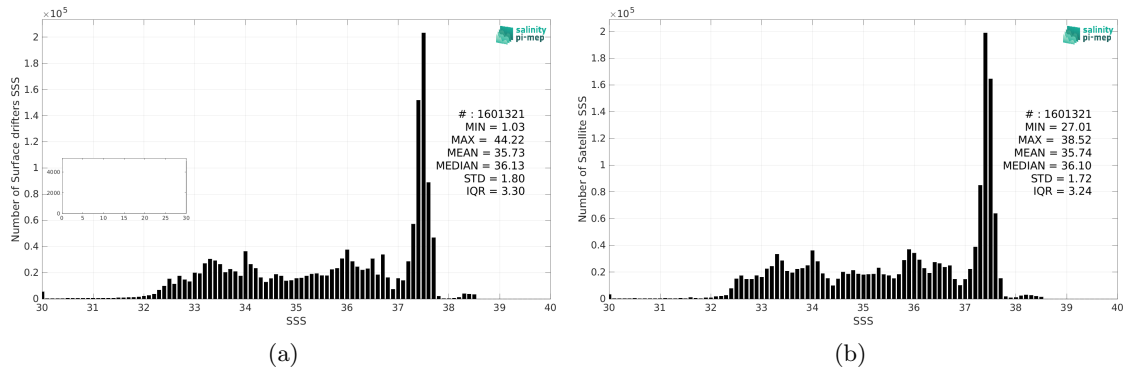 ×10^5
salinity
pi-mep
2
1.8
1.6
1.4
1.2
1
0.8
0.6
0.4
0.2
0
Number of Surface drifters SSS
# : 1601321
MIN = 1.03
MAX = 44.22
MEAN = 35.73
MEDIAN = 36.13
STD = 1.80
IQR = 3.30
4000
2000
0
0 5 10 15 20 25 30
30 31 32 33 34 35 36 37 38 39 40
SSS
(a)
×10^5
salinity
pi-mep
2
1.8
1.6
1.4
1.2
1
0.8
0.6
0.4
0.2
0
Number of Satellite SSS
# : 1601321
MIN = 27.01
MAX = 38.52
MEAN = 35.74
MEDIAN = 36.10
STD = 1.72
IQR = 3.24
30 31 32 33 34 35 36 37 38 39 40
SSS
(b)